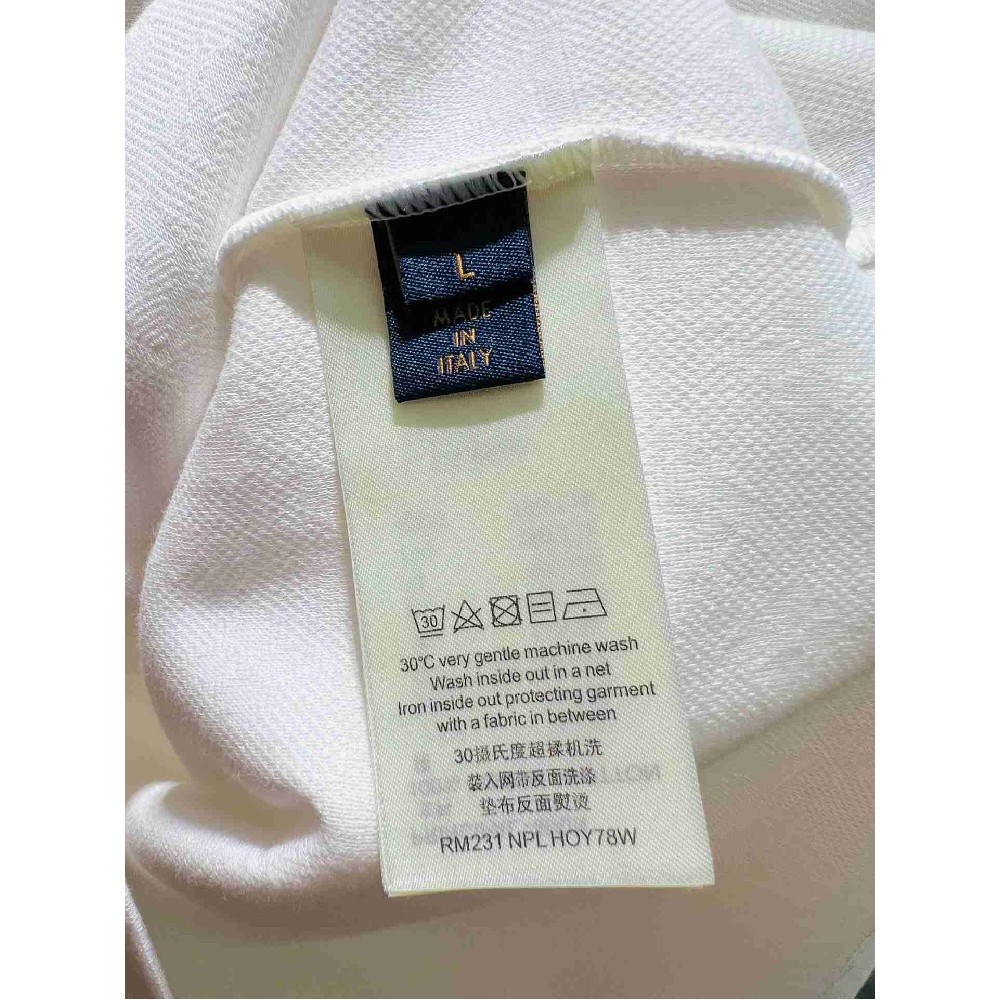 L
MADE
IN
ITALY
30
30°C very gentle machine wash
Wash inside out in a net
Iron inside out protecting garment
with a fabric in between
30摄氏度超揉机洗
装入网带反面洗涤
垫布反面熨烫
RM231 NPL HOY78W